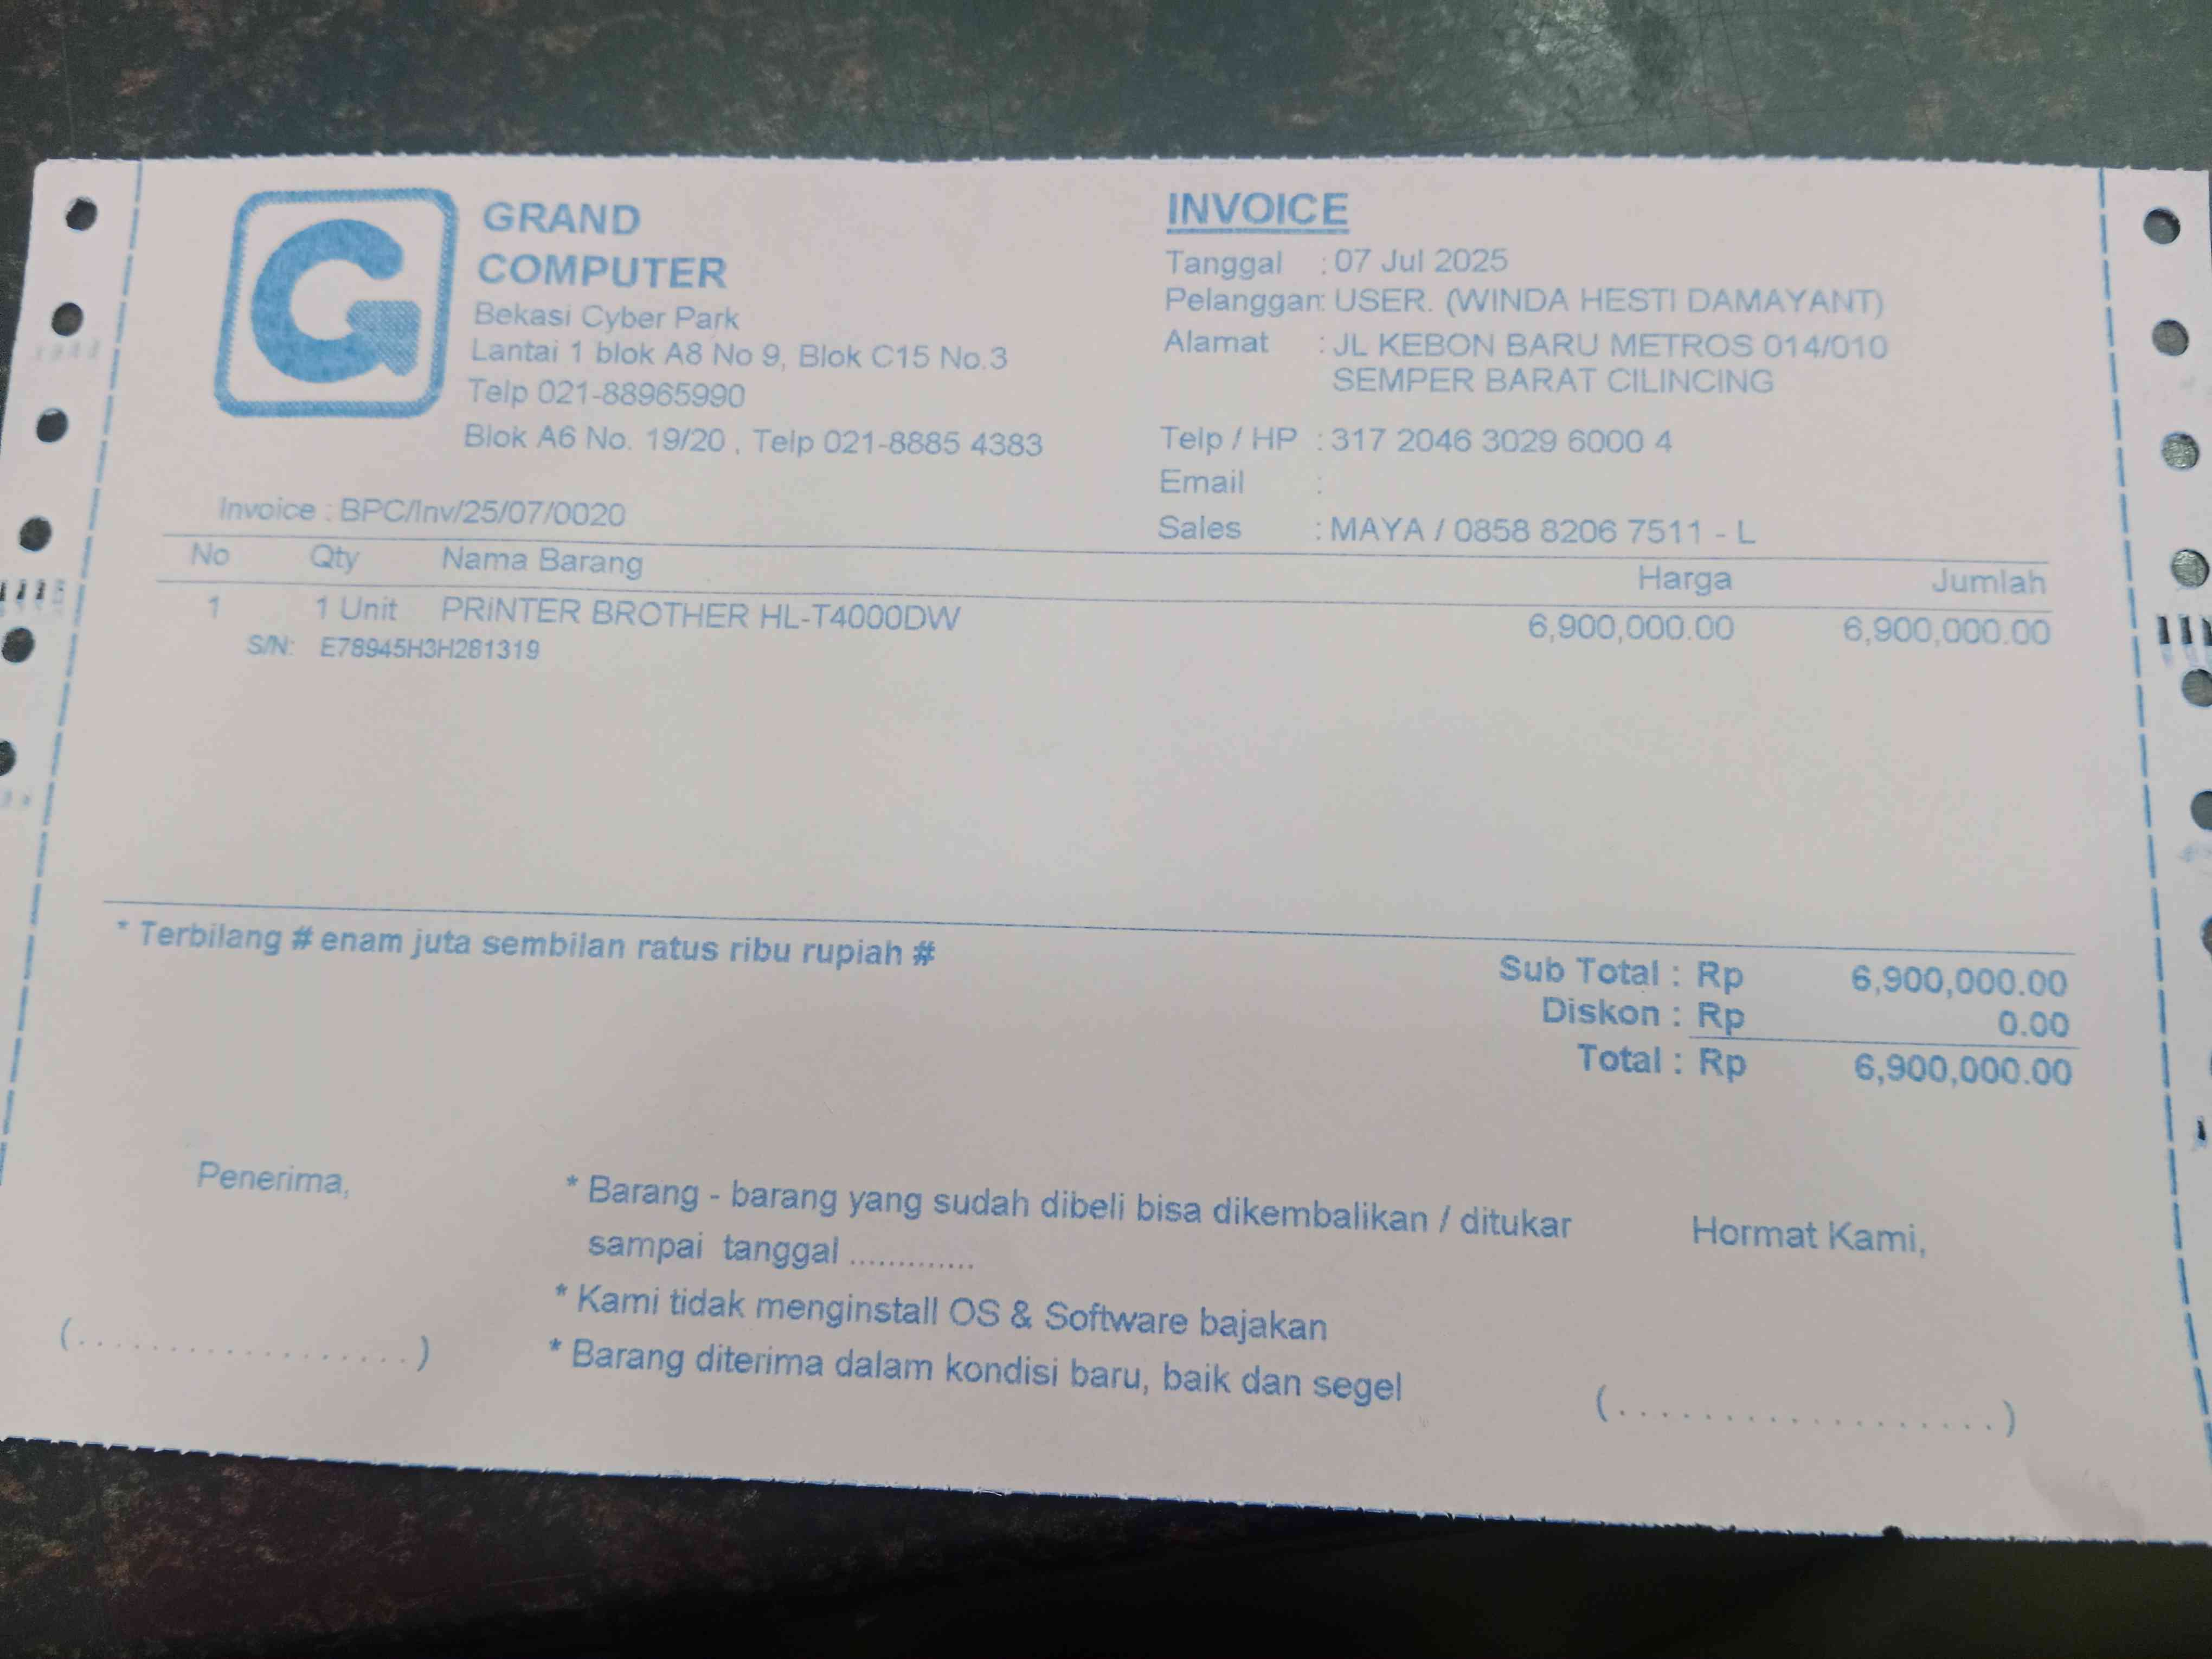 GRAND
COMPUTER
Bekasi Cyber Park
Lantai 1 blok A8 No 9, Blok C15 No.3
Telp 021-88965990
Blok A6 No. 19/20 , Telp 021-8885 4383
Invoice : BPC/Inv/25/07/0020
INVOICE
Tanggal : 07 Jul 2025
Pelanggan: USER. (WINDA HESTI DAMAYANT)
Alamat : JL KEBON BARU METROS 014/010
SEMPER BARAT CILINCING
Telp / HP : 317 2046 3029 6000 4
Email :
Sales : MAYA / 0858 8206 7511 - L
No Qty Nama Barang Harga Jumlah
1 1 Unit PRINTER BROTHER HL-T4000DW 6,900,000.00 6,900,000.00
S/N: E78945H3H281319
* Terbilang # enam juta sembilan ratus ribu rupiah #
Sub Total : Rp 6,900,000.00
Diskon : Rp 0.00
Total : Rp 6,900,000.00
Penerima,
* Barang - barang yang sudah dibeli bisa dikembalikan / ditukar
sampai tanggal .............
* Kami tidak menginstall OS & Software bajakan
* Barang diterima dalam kondisi baru, baik dan segel
Hormat Kami,
(...................)
(...................)